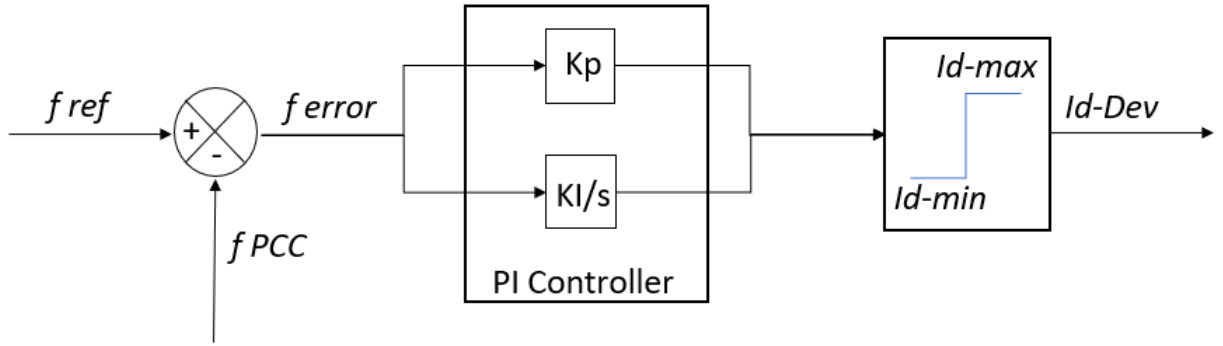 f ref
+
-
f error
f PCC
Kp
KI/s
PI Controller
Id-max
Id-min
Id-Dev